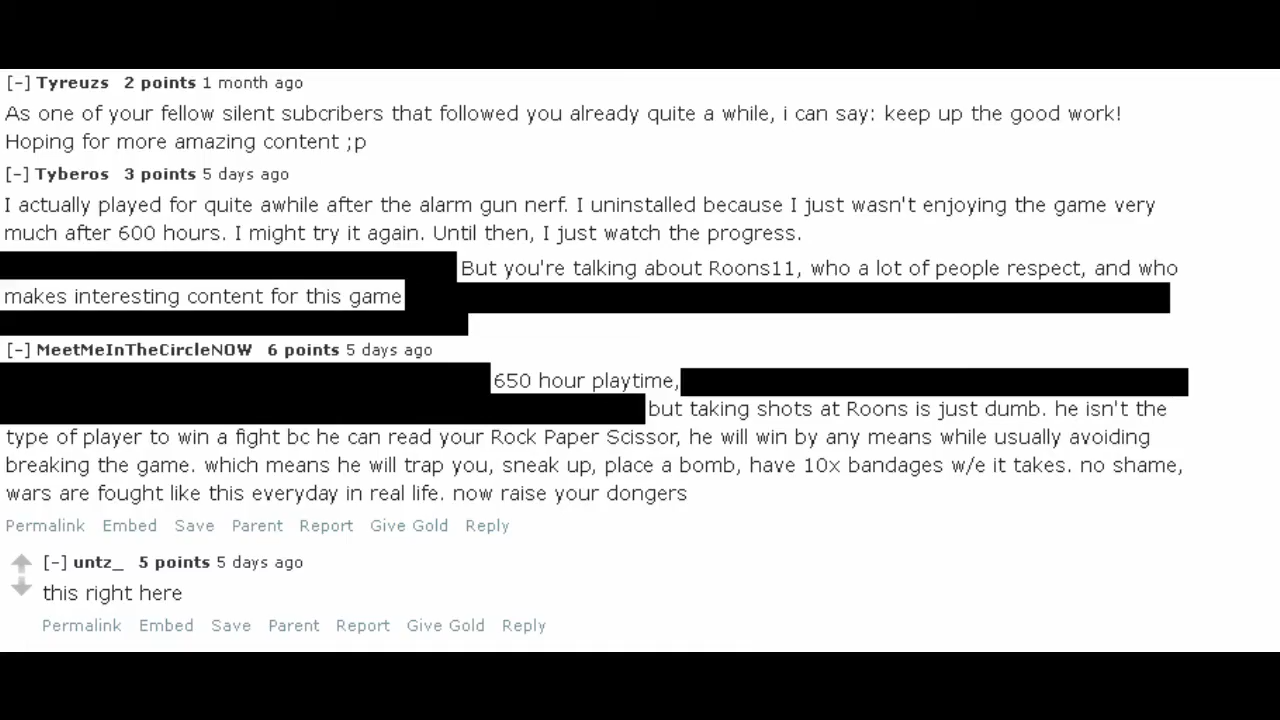 [-] Tyreuzs 2 points 1 month ago
As one of your fellow silent subcribers that followed you already quite a while, i can say: keep up the good work!
Hoping for more amazing content ;p
[-] Tyberos 3 points 5 days ago
I actually played for quite awhile after the alarm gun nerf. I uninstalled because I just wasn't enjoying the game very
much after 600 hours. I might try it again. Until then, I just watch the progress.
But you're talking about Roons11, who a lot of people respect, and who
makes interesting content for this game
[-] MeetMeInTheCircleNOW 6 points 5 days ago
650 hour playtime,
but taking shots at Roons is just dumb. he isn't the
type of player to win a fight bc he can read your Rock Paper Scissor, he will win by any means while usually avoiding
breaking the game. which means he will trap you, sneak up, place a bomb, have 10x bandages w/e it takes. no shame,
wars are fought like this everyday in real life. now raise your dongers
Permalink Embed Save Parent Report Give Gold Reply
[-] untz_ 5 points 5 days ago
this right here
Permalink Embed Save Parent Report Give Gold Reply